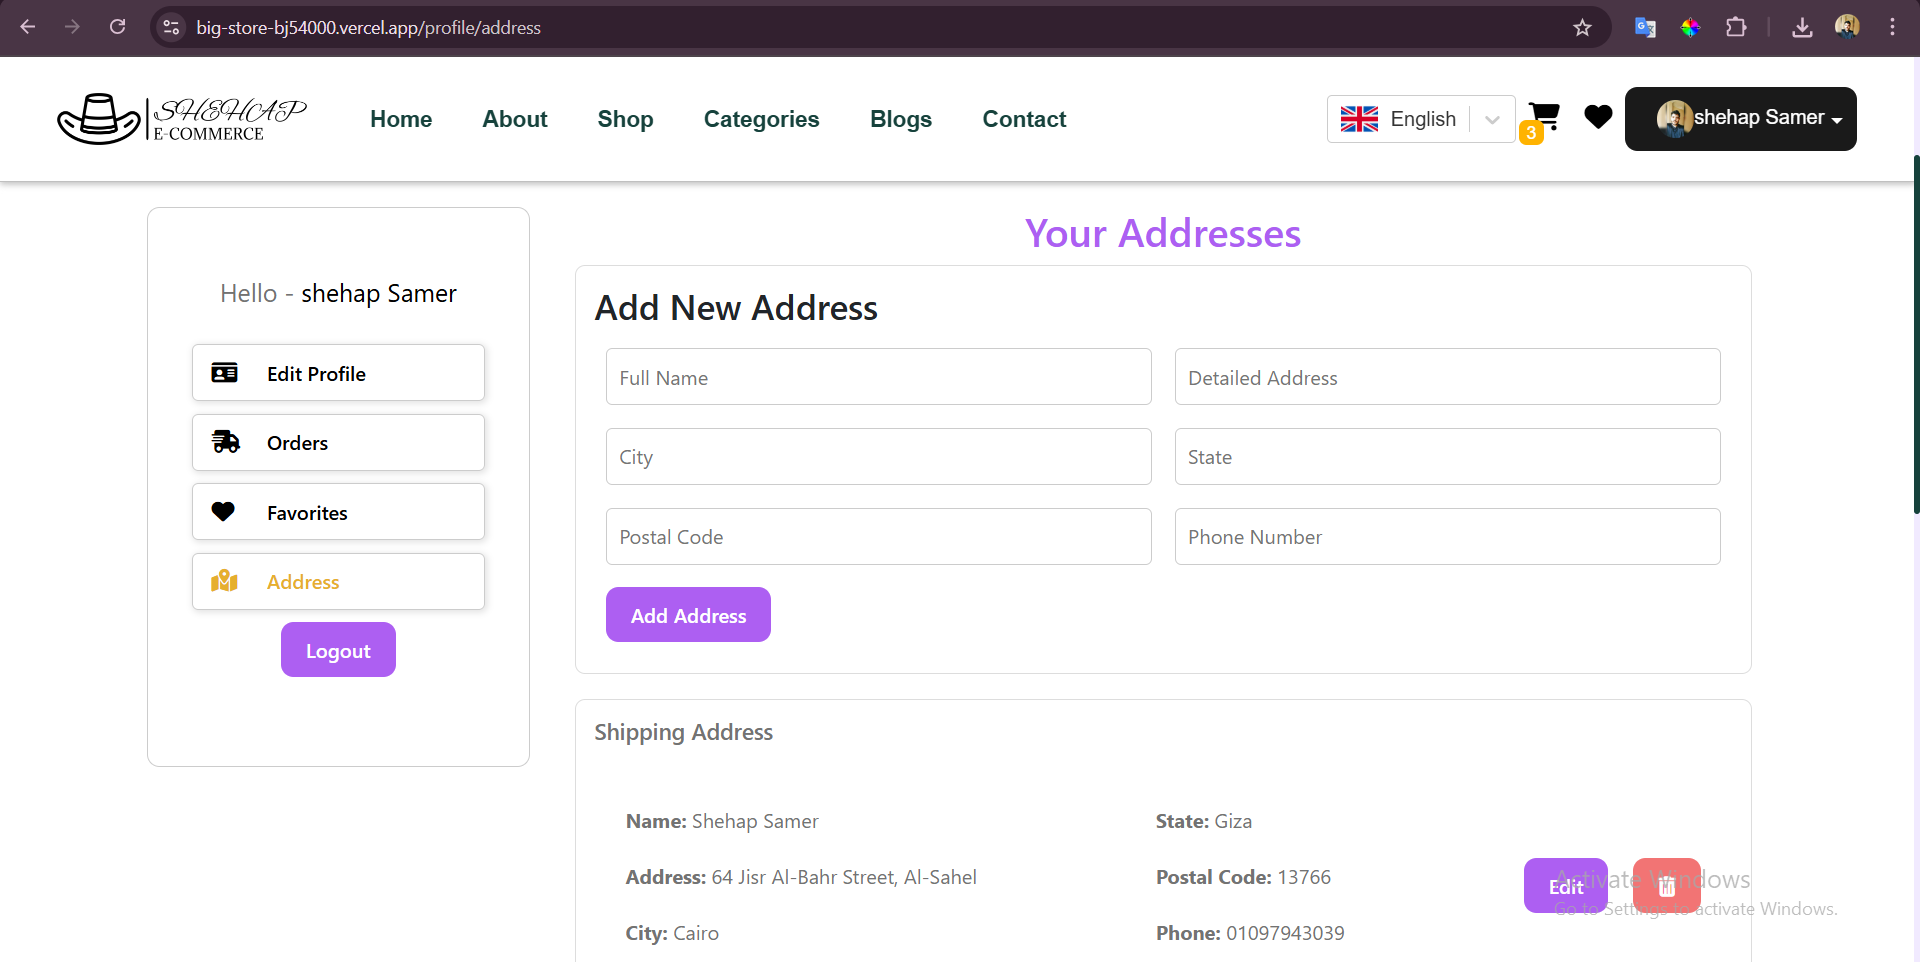 big-store-bj54000.vercel.app/profile/address
SHEHAP
E-COMMERCE
Home About Shop Categories Blogs Contact
English
3
shehap Samer
Hello - shehap Samer
Edit Profile
Orders
Favorites
Address
Logout
Your Addresses
Add New Address
Full Name Detailed Address
City State
Postal Code Phone Number
Add Address
Shipping Address
Name: Shehap Samer State: Giza
Address: 64 Jisr Al-Bahr Street, Al-Sahel Postal Code: 13766
City: Cairo Phone: 01097943039
Edit
Activate Windows
Go to Settings to activate Windows.